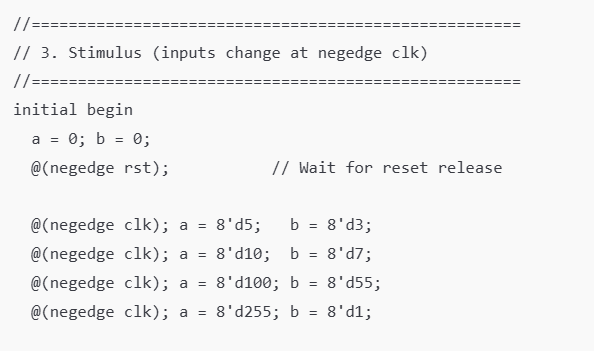 //=====================================================
// 3. Stimulus (inputs change at negedge clk)
//=====================================================
initial begin
  a = 0; b = 0;
  @(negedge rst);           // Wait for reset release

  @(negedge clk); a = 8'd5;   b = 8'd3;
  @(negedge clk); a = 8'd10;  b = 8'd7;
  @(negedge clk); a = 8'd100; b = 8'd55;
  @(negedge clk); a = 8'd255; b = 8'd1;